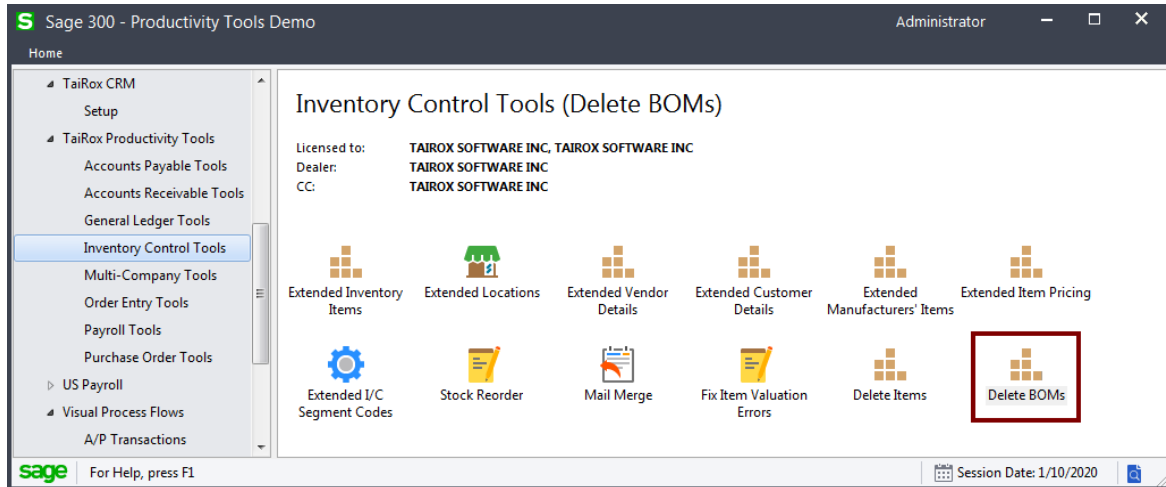 S Sage 300 - Productivity Tools Demo Administrator
Home
TaiRox CRM
Setup
TaiRox Productivity Tools
Accounts Payable Tools
Accounts Receivable Tools
General Ledger Tools
Inventory Control Tools
Multi-Company Tools
Order Entry Tools
Payroll Tools
Purchase Order Tools
US Payroll
Visual Process Flows
A/P Transactions
Inventory Control Tools (Delete BOMs)
Licensed to: TAIROX SOFTWARE INC, TAIROX SOFTWARE INC
Dealer: TAIROX SOFTWARE INC
CC: TAIROX SOFTWARE INC
Extended Inventory
Items
Extended Locations
Extended Vendor
Details
Extended Customer
Details
Extended
Manufacturers' Items
Extended Item Pricing
Extended I/C
Segment Codes
Stock Reorder
Mail Merge
Fix Item Valuation
Errors
Delete Items
Delete BOMs
sage For Help, press F1 Session Date: 1/10/2020